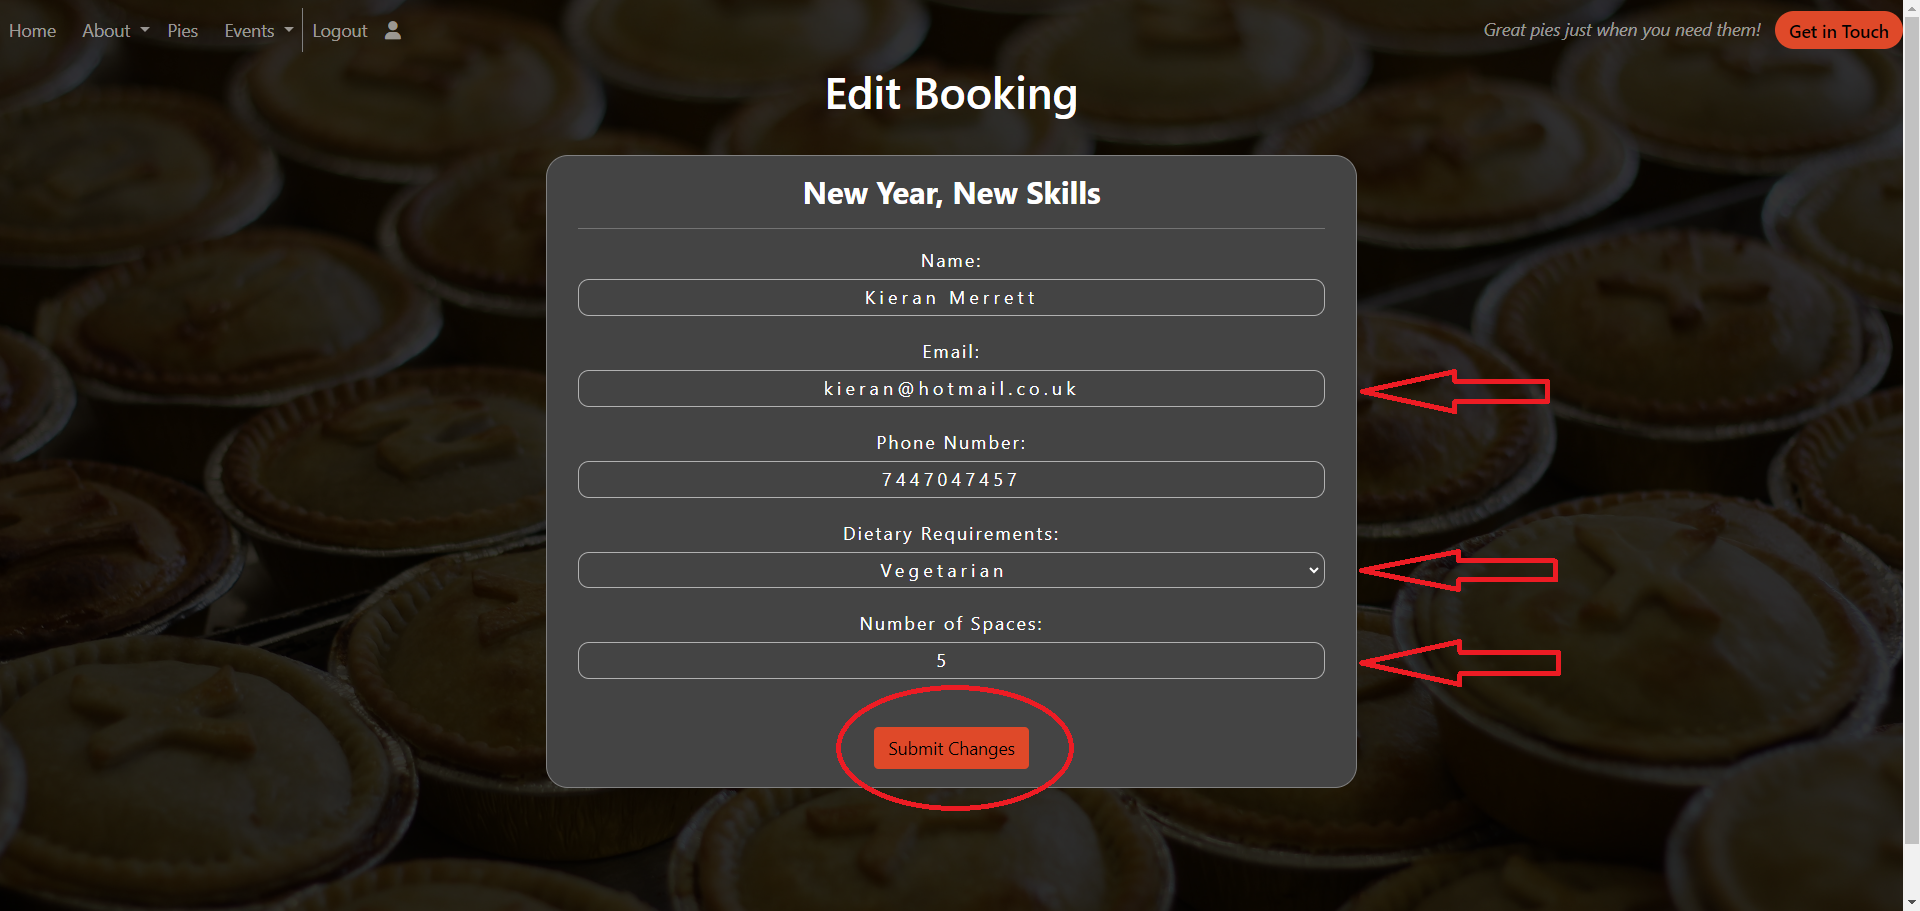 Home About Pies Events Logout Great pies just when you need them! Get in Touch
Edit Booking
New Year, New Skills
Name:
Kieran Merrett
Email:
kieran@hotmail.co.uk
Phone Number:
7447047457
Dietary Requirements:
Vegetarian
Number of Spaces:
5
Submit Changes